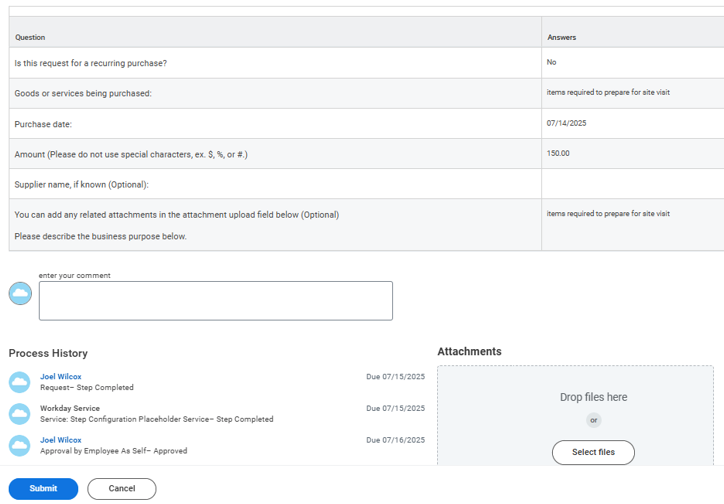 Question Answers
Is this request for a recurring purchase? No
Goods or services being purchased: items required to prepare for site visit
Purchase date: 07/14/2025
Amount (Please do not use special characters, ex. $, %, or #.) 150.00
Supplier name, if known (Optional):
You can add any related attachments in the attachment upload field below (Optional) items required to prepare for site visit
Please describe the business purpose below.
enter your comment
Process History
Joel Wilcox Due 07/15/2025
Request– Step Completed
Workday Service Due 07/15/2025
Service: Step Configuration Placeholder Service– Step Completed
Joel Wilcox Due 07/16/2025
Approval by Employee As Self– Approved
Attachments
Drop files here
or
Select files
Submit Cancel